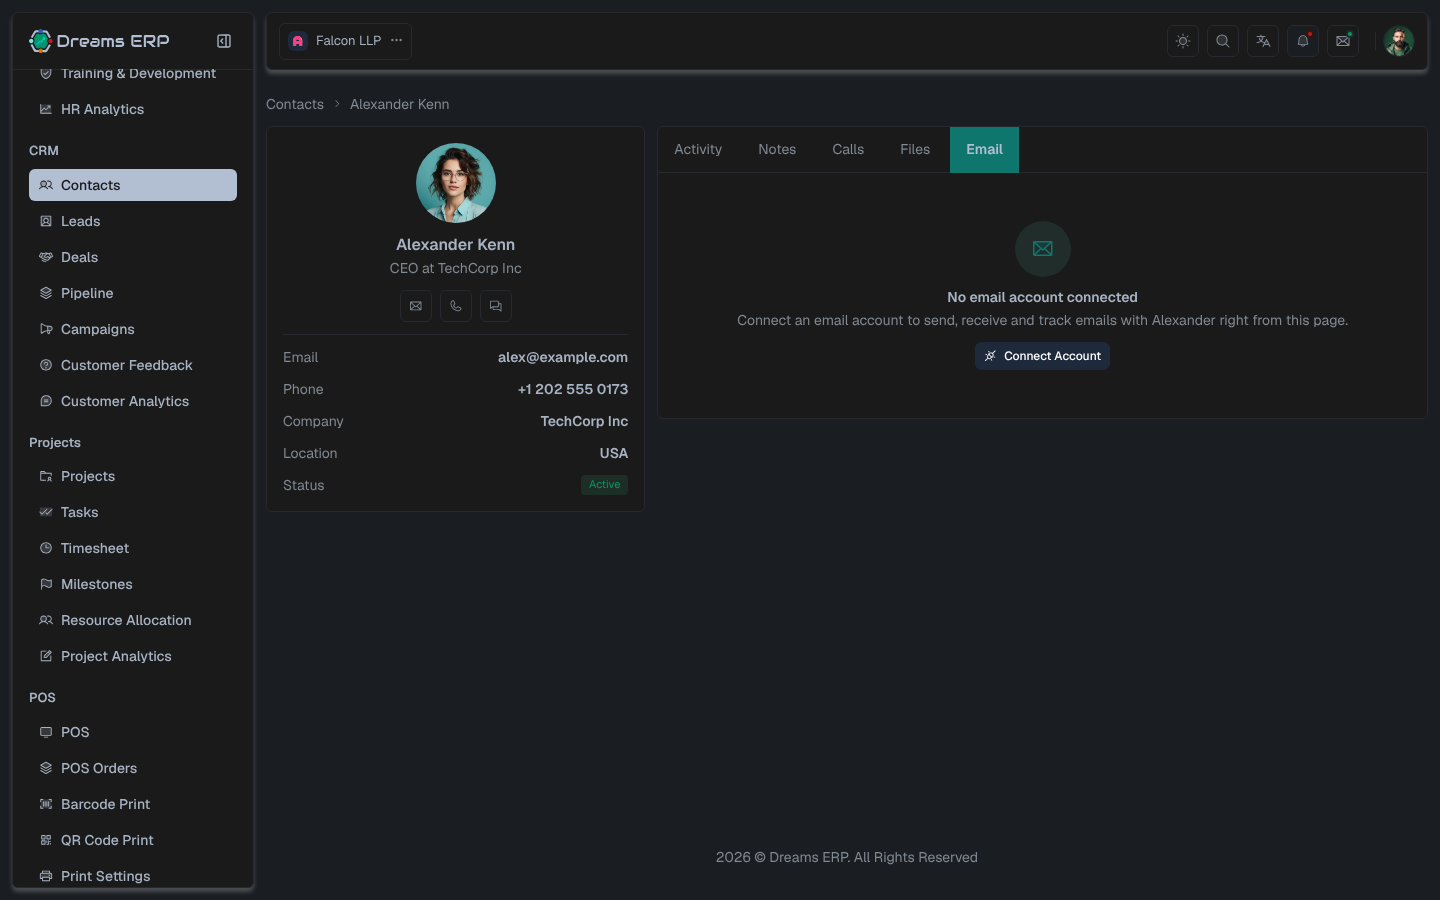 Dreams ERP
Training & Development
HR Analytics
CRM
Contacts
Leads
Deals
Pipeline
Campaigns
Customer Feedback
Customer Analytics
Projects
Projects
Tasks
Timesheet
Milestones
Resource Allocation
Project Analytics
POS
POS
POS Orders
Barcode Print
QR Code Print
Print Settings
Falcon LLP
Contacts
Alexander Kenn
Alexander Kenn
CEO at TechCorp Inc
Email alex@example.com
Phone +1 202 555 0173
Company TechCorp Inc
Location USA
Status Active
Activity Notes Calls Files Email
No email account connected
Connect an email account to send, receive and track emails with Alexander right from this page.
Connect Account
2026 © Dreams ERP. All Rights Reserved